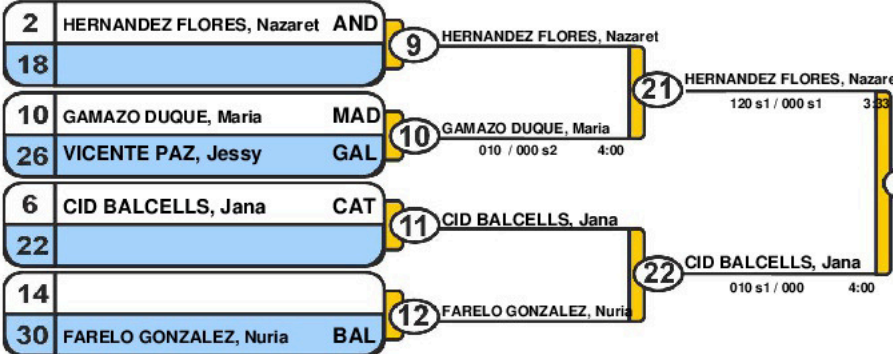 2 HERNANDEZ FLORES, Nazaret AND
18
9 HERNANDEZ FLORES, Nazaret
10 GAMAZO DUQUE, Maria MAD
26 VICENTE PAZ, Jessy GAL
10 GAMAZO DUQUE, Maria
010 / 000 s2 4:00
21 HERNANDEZ FLORES, Nazare
120 s1 / 000 s1 3:33
6 CID BALCELLS, Jana CAT
22
11 CID BALCELLS, Jana
14
30 FARELO GONZALEZ, Nuria BAL
12 FARELO GONZALEZ, Nuria
22 CID BALCELLS, Jana
010 s1 / 000 4:00